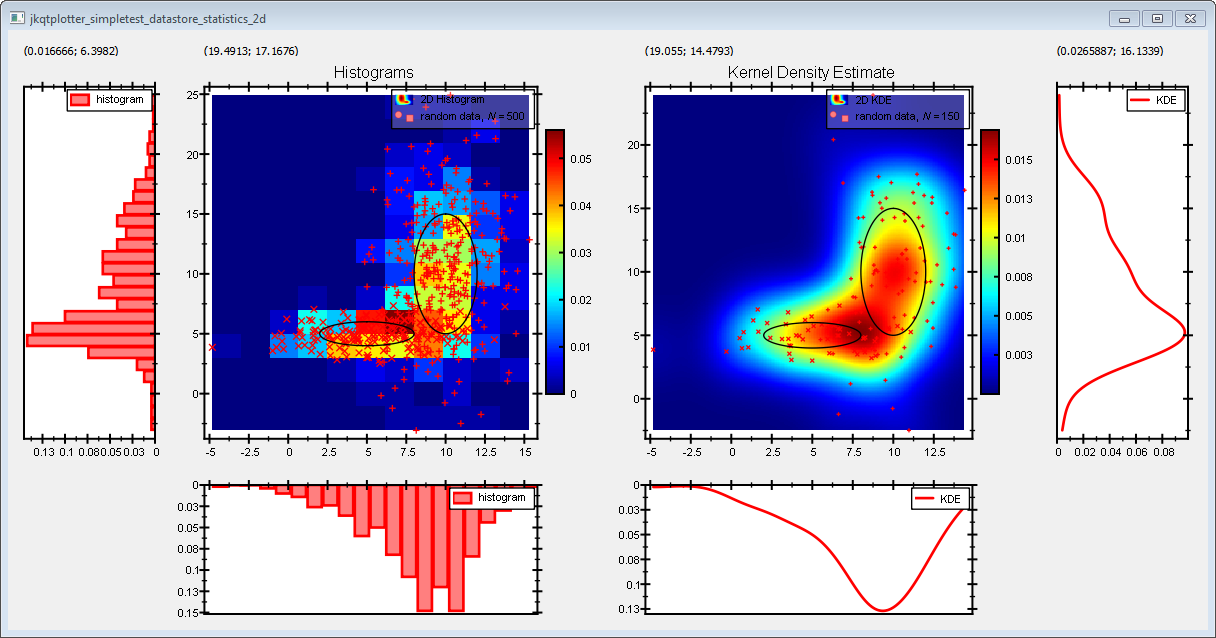 jkqtplotter_simpletest_datastore_statistics_2d
(0.016666; 6.3982)
(19.4913; 17.1676)
(19.055; 14.4793)
(0.0265887; 16.1339)
Histograms
Kernel Density Estimate
histogram
2D Histogram
random data, N = 500
2D KDE
random data, N = 150
KDE
25
20
15
10
5
0
0.05
0.04
0.03
0.02
0.01
0
20
15
10
5
0
0.015
0.013
0.01
0.008
0.005
0.003
0.13 0.1 0.08 0.05 0.03 0
-5 -2.5 0 2.5 5 7.5 10 12.5 15
-5 -2.5 0 2.5 5 7.5 10 12.5
0 0.02 0.04 0.06 0.08
0
0.03
0.05
0.08
0.1
0.13
0.15
histogram
0
0.03
0.05
0.08
0.1
0.13
KDE